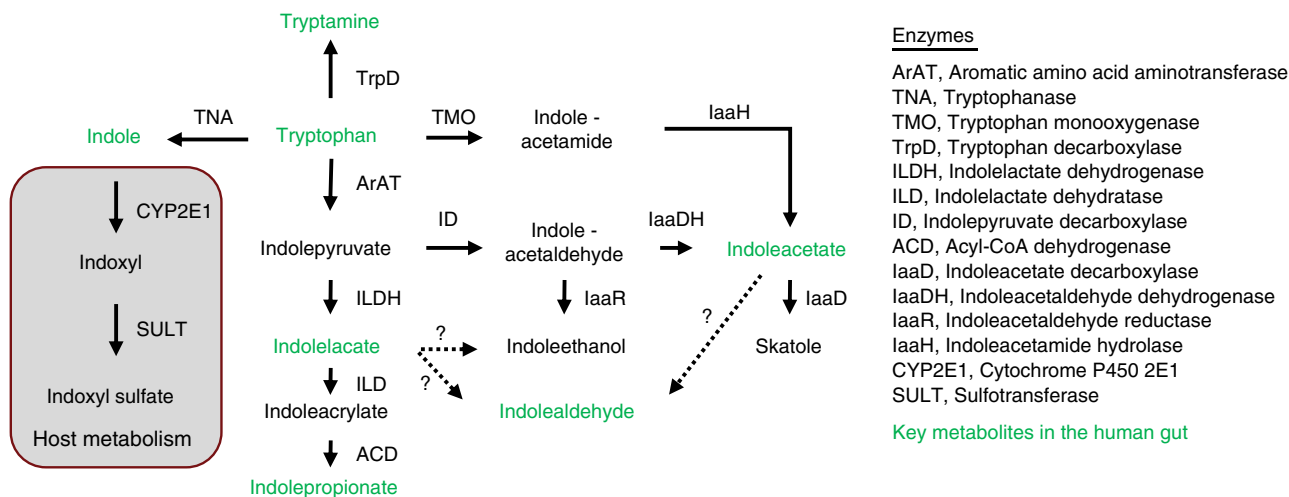 Tryptamine
TrpD
TNA
Indole
Tryptophan
TMO
Indole -
acetamide
IaaH
CYP2E1
Indoxyl
SULT
Indoxyl sulfate
Host metabolism
ArAT
Indolepyruvate
ID
Indole -
acetaldehyde
IaaDH
Indoleacetate
ILDH
IaaR
IaaD
?
Indolelacate
?
?
Indoleethanol
Skatole
ILD
Indoleacrylate
Indolealdehyde
ACD
Indolepropionate
Enzymes
ArAT, Aromatic amino acid aminotransferase
TNA, Tryptophanase
TMO, Tryptophan monooxygenase
TrpD, Tryptophan decarboxylase
ILDH, Indolelactate dehydrogenase
ILD, Indolelactate dehydratase
ID, Indolepyruvate decarboxylase
ACD, Acyl-CoA dehydrogenase
IaaD, Indoleacetate decarboxylase
IaaDH, Indoleacetaldehyde dehydrogenase
IaaR, Indoleacetaldehyde reductase
IaaH, Indoleacetamide hydrolase
CYP2E1, Cytochrome P450 2E1
SULT, Sulfotransferase
Key metabolites in the human gut